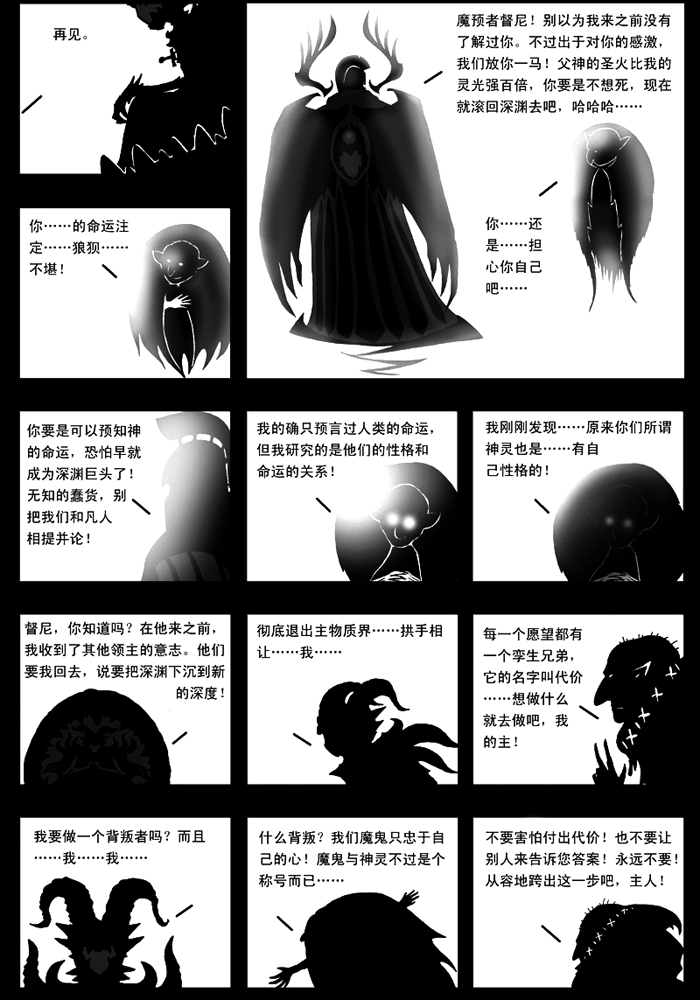 再见。
魔预者督尼！别以为我来之前没有
了解过你。不过出于对你的感激，
我们放你一马！父神的圣火比我的
灵光强百倍，你要是不想死，现在
就滚回深渊去吧，哈哈哈……
你……还
是……担
心你自己
吧……
你……的命运注
定……狼狈……
不堪！
你要是可以预知神
的命运，恐怕早就
成为深渊巨头了！
无知的蠢货，别
把我们和凡人
相提并论！
我的确只预言过人类的命运，
但我研究的是他们的性格和
命运的关系！
我刚刚发现……原来你们所谓
神灵也是……有自
己性格的！
督尼，你知道吗？在他来之前，
我收到了其他领主的意志。他们
要我回去，说要把深渊下沉到新
的深度！
彻底退出主物质界……拱手相
让……我……
每一个愿望都有
一个孪生兄弟，
它的名字叫代价
……想做什么
就去做吧，我
的主！
我要做一个背叛者吗？而且
……我……我……
什么背叛？我们魔鬼只忠于自
己的心！魔鬼与神灵不过是个
称号而已……
不要害怕付出代价！也不要让
别人来告诉您答案！永远不要！
从容地跨出这一步吧，主人！